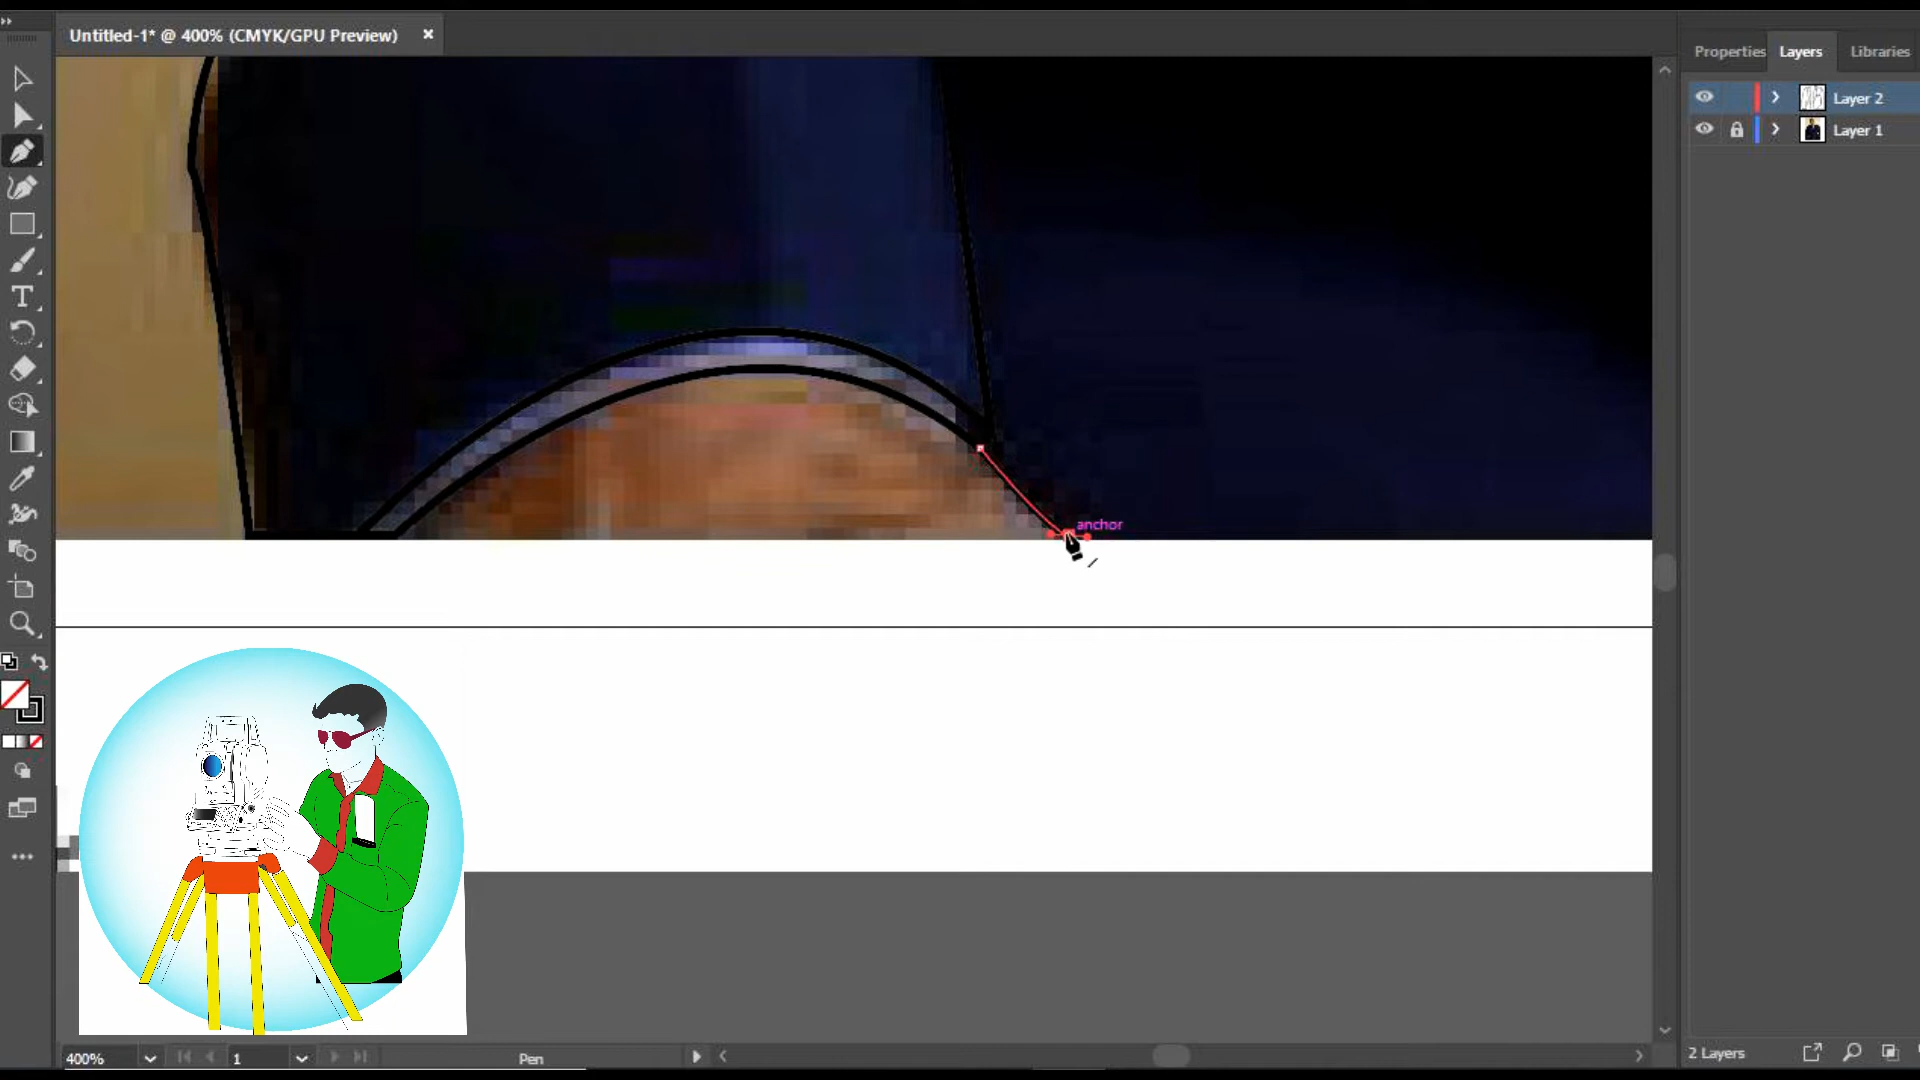 Untitled-1* @ 400% (CMYK/GPU Preview)
Properties Layers Libraries
Layer 2
Layer 1
anchor
400%
1
Pen
2 Layers